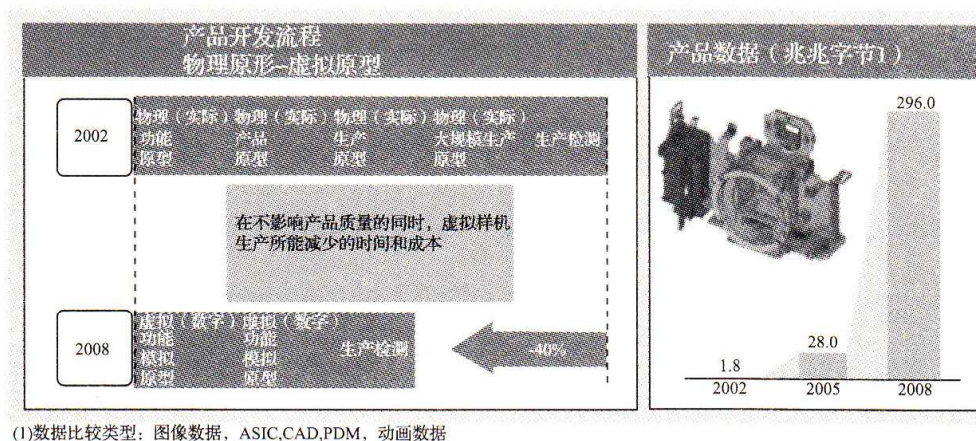 产品开发流程
物理原形–虚拟原型
2002
物理（实际）物理（实际）物理（实际）物理（实际）
功能 产品 生产 大规模生产 生产检测
原型 原型 原型 原型
在不影响产品质量的同时，虚拟样机
生产所能减少的时间和成本
2008
虚拟（数字）虚拟（数字）
功能 功能
模拟 模拟 生产检测
原型 原型
-40%
产品数据（兆兆字节1）
296.0
28.0
1.8
2002 2005 2008
(1)数据比较类型：图像数据，ASIC,CAD,PDM，动画数据